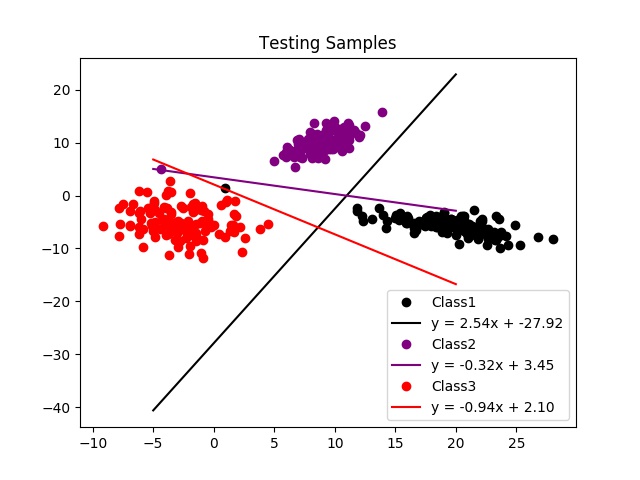 Testing Samples
20
10
0
−10
−20
−30
−40
−10
−5
0
5
10
15
20
25
Class1
y = 2.54x + -27.92
Class2
y = -0.32x + 3.45
Class3
y = -0.94x + 2.10